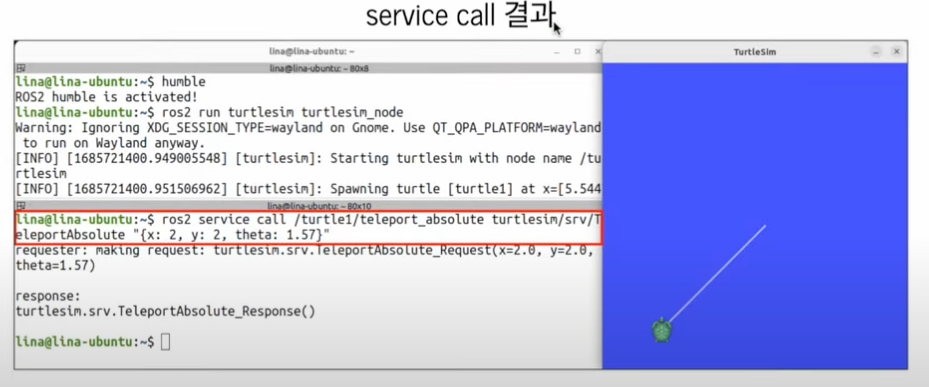 service call 결과
lina@lina-ubuntu: ~
lina@lina-ubuntu: ~ 80x8
lina@lina-ubuntu:~$ humble
ROS2 humble is activated!
lina@lina-ubuntu:~$ ros2 run turtlesim turtlesim_node
Warning: Ignoring XDG_SESSION_TYPE=wayland on Gnome. Use QT_QPA_PLATFORM=wayland
to run on Wayland anyway.
[INFO] [1685721400.949005548] [turtlesim]: Starting turtlesim with node name /tu
rtlesim
[INFO] [1685721400.951506962] [turtlesim]: Spawning turtle [turtle1] at x=[5.544
lina@lina-ubuntu: ~ 80x10
lina@lina-ubuntu:~$ ros2 service call /turtle1/teleport_absolute turtlesim/srv/T
eleportAbsolute "{x: 2, y: 2, theta: 1.57}"
requester: making request: turtlesim.srv.TeleportAbsolute_Request(x=2.0, y=2.0,
theta=1.57)
response:
turtlesim.srv.TeleportAbsolute_Response()
lina@lina-ubuntu:~$
TurtleSim